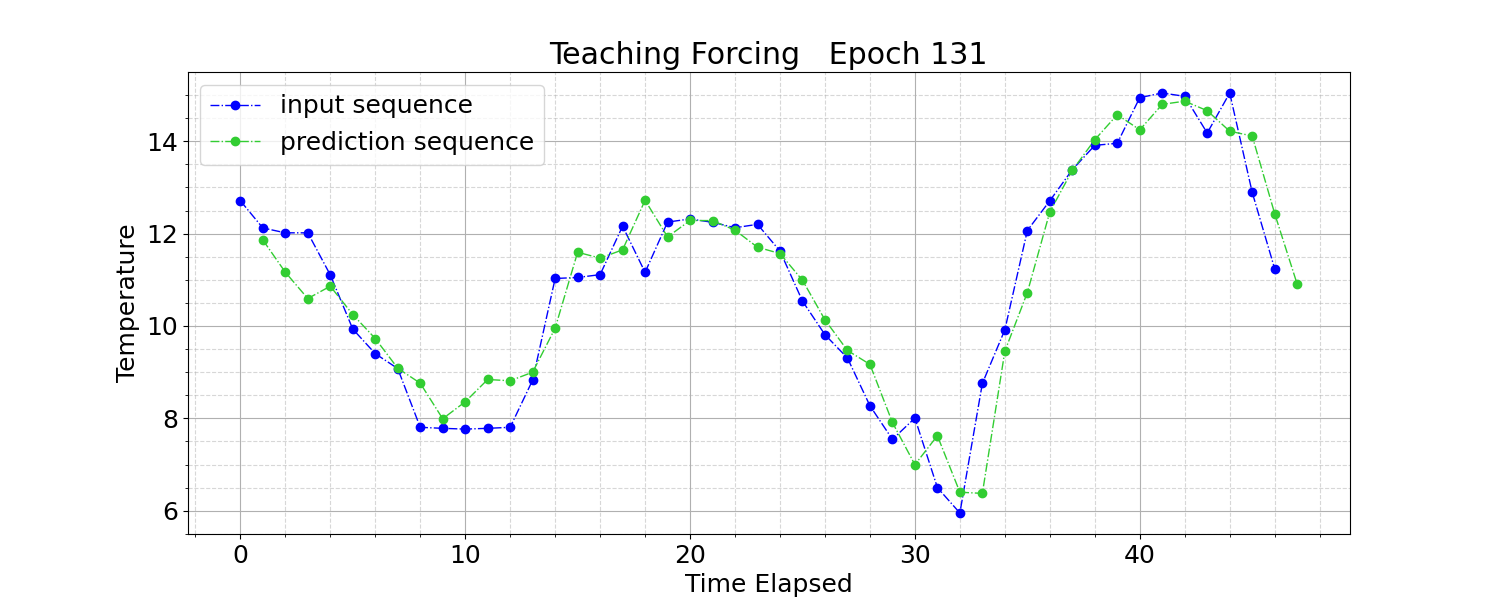 Teaching Forcing   Epoch 131
input sequence
prediction sequence
Temperature
14
12
10
8
6
0 10 20 30 40
Time Elapsed